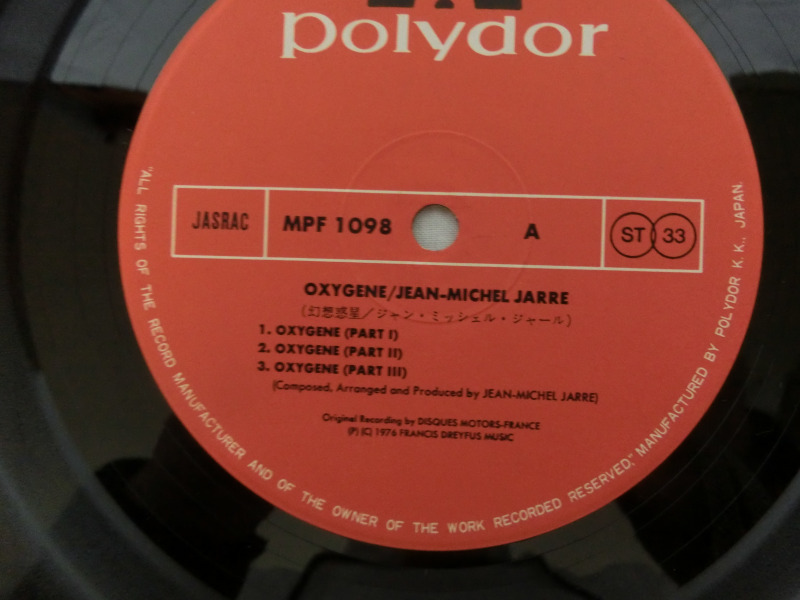 polydor
JASRAC
MPF 1098
A
ST 33
OXYGENE/JEAN-MICHEL JARRE
(幻想惑星/ジャン・ミッシェル・ジャール)
1. OXYGENE (PART I)
2. OXYGENE (PART II)
3. OXYGENE (PART III)
(Composed, Arranged and Produced by JEAN-MICHEL JARRE)
Original Recording by DISQUES MOTORS-FRANCE
(P) (C) 1976 FRANCIS DREYFUS MUSIC
"ALL RIGHTS OF THE RECORD MANUFACTURER AND OF THE OWNER OF THE WORK RECORDED RESERVED," MANUFACTURED BY POLYDOR K.K., JAPAN.